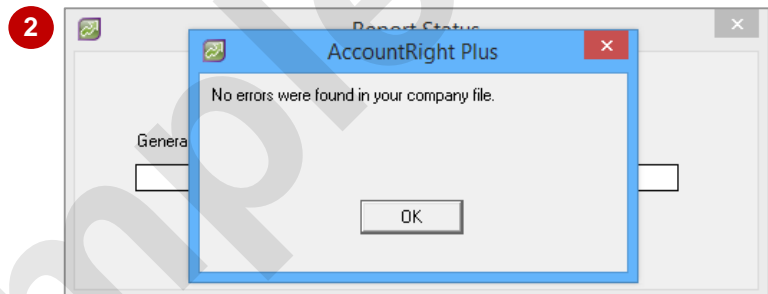 2
Report Status
AccountRight Plus
No errors were found in your company file.
Genera
OK